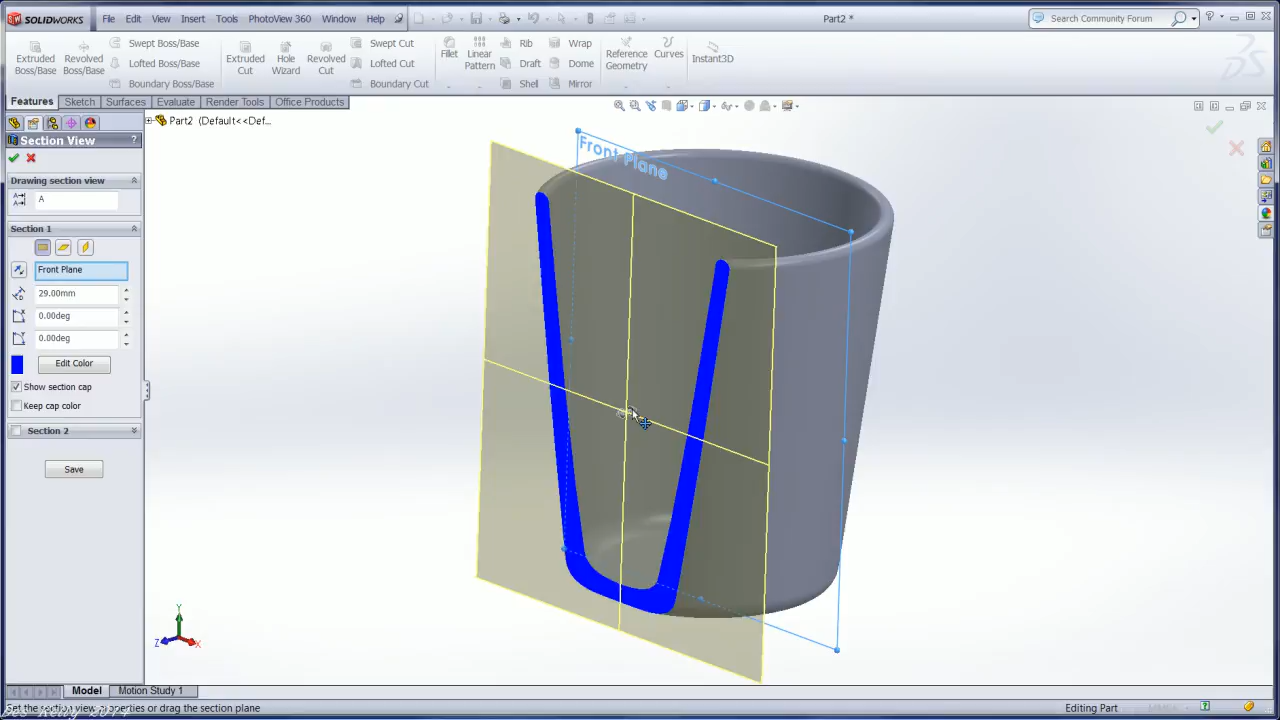 SOLIDWORKS File Edit View Insert Tools PhotoView 360 Window Help Part2 * Search Community Forum
Extruded Boss/Base
Revolved Boss/Base
Swept Boss/Base
Lofted Boss/Base
Boundary Boss/Base
Extruded Cut
Hole Wizard
Revolved Cut
Swept Cut
Lofted Cut
Boundary Cut
Fillet
Linear Pattern
Rib
Draft
Shell
Wrap
Dome
Mirror
Reference Geometry
Curves
Instant3D
Features Sketch Surfaces Evaluate Render Tools Office Products
Part2 (Default<<Def...
Section View ?
Drawing section view
A
Section 1
Front Plane
29.00mm
0.00deg
0.00deg
Edit Color
Show section cap
Keep cap color
Section 2
Save
Front Plane
Y
Z
X
Model Motion Study 1
Set the section view properties or drag the section plane
Editing Part
Des Kelly 2014